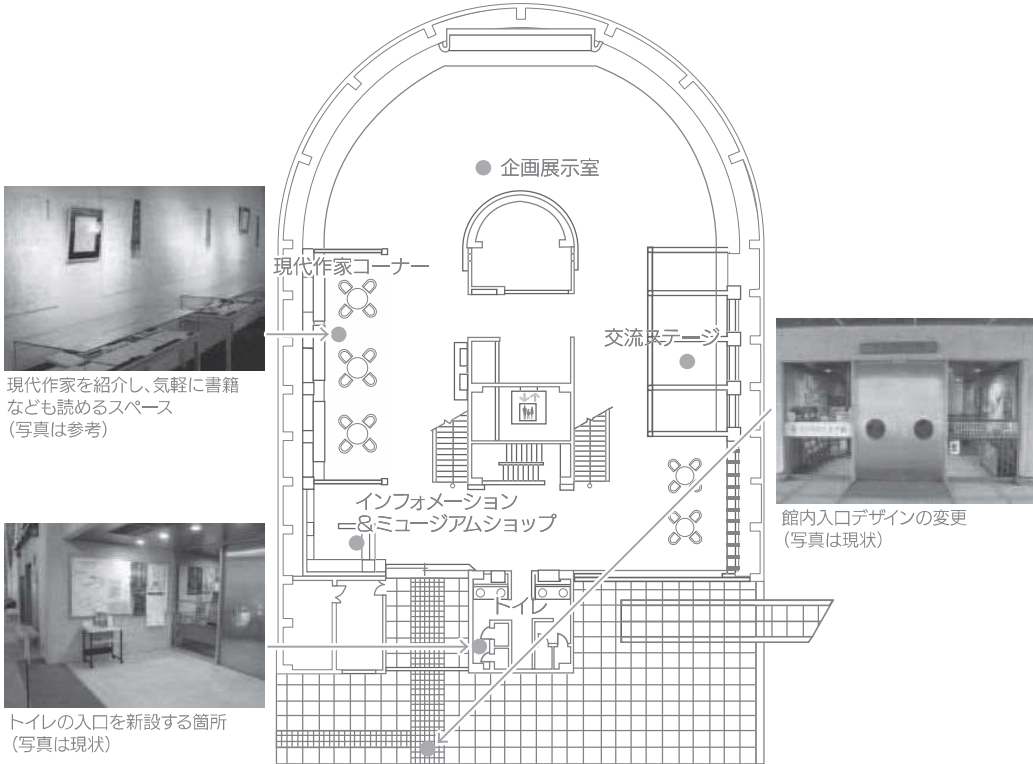 企画展示室
現代作家コーナー
交流ステージ
現代作家を紹介し、気軽に書籍
なども読めるスペース
(写真は参考)
館内入口デザインの変更
(写真は現状)
インフォメーション
&ミュージアムショップ
トイレ
トイレの入口を新設する箇所
(写真は現状)